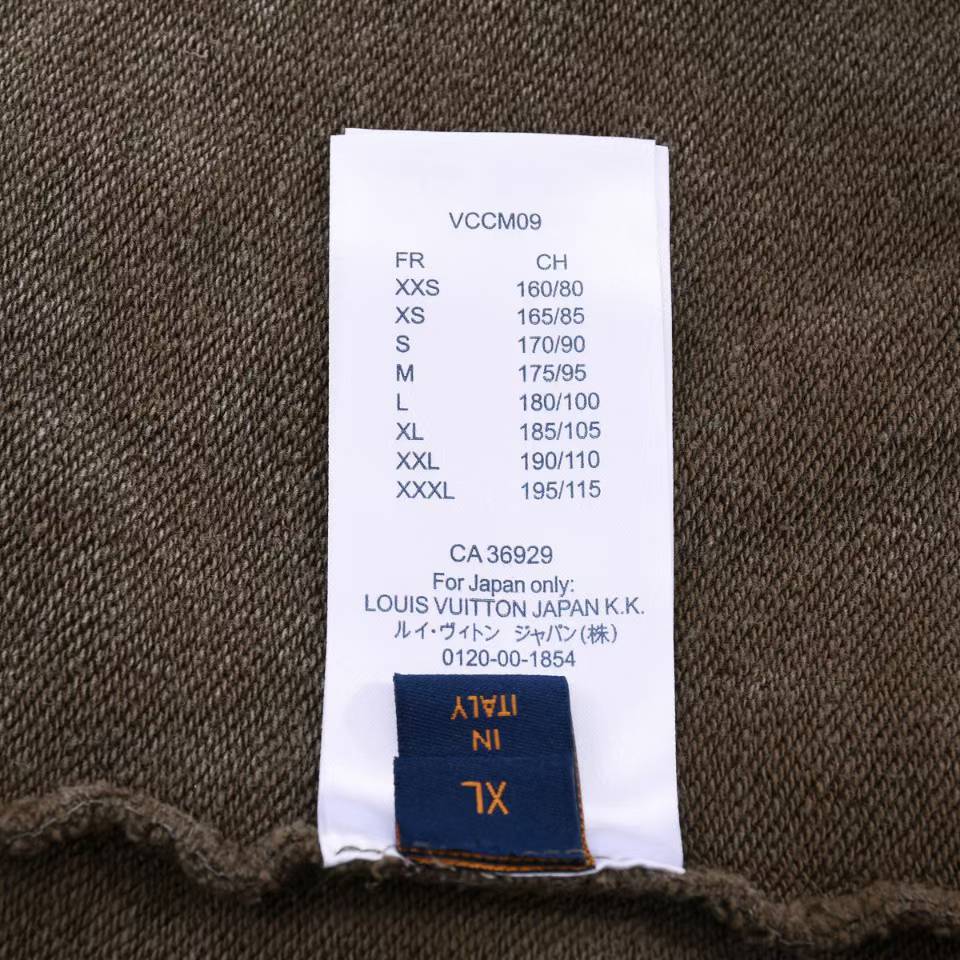 VCCM09
FR CH
XXS 160/80
XS 165/85
S 170/90
M 175/95
L 180/100
XL 185/105
XXL 190/110
XXXL 195/115
CA 36929
For Japan only:
LOUIS VUITTON JAPAN K.K.
ルイ・ヴィトン ジャパン(株)
0120-00-1854
IN
ITALY
XL